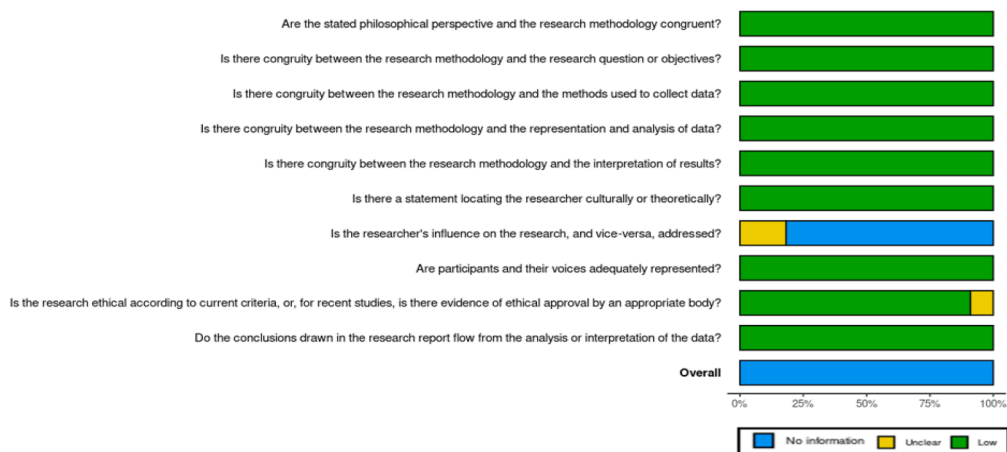 Are the stated philosophical perspective and the research methodology congruent?
Is there congruity between the research methodology and the research question or objectives?
Is there congruity between the research methodology and the methods used to collect data?
Is there congruity between the research methodology and the representation and analysis of data?
Is there congruity between the research methodology and the interpretation of results?
Is there a statement locating the researcher culturally or theoretically?
Is the researcher's influence on the research, and vice-versa, addressed?
Are participants and their voices adequately represented?
Is the research ethical according to current criteria, or, for recent studies, is there evidence of ethical approval by an appropriate body?
Do the conclusions drawn in the research report flow from the analysis or interpretation of the data?
Overall
0% 25% 50% 75% 100%
No information Unclear Low